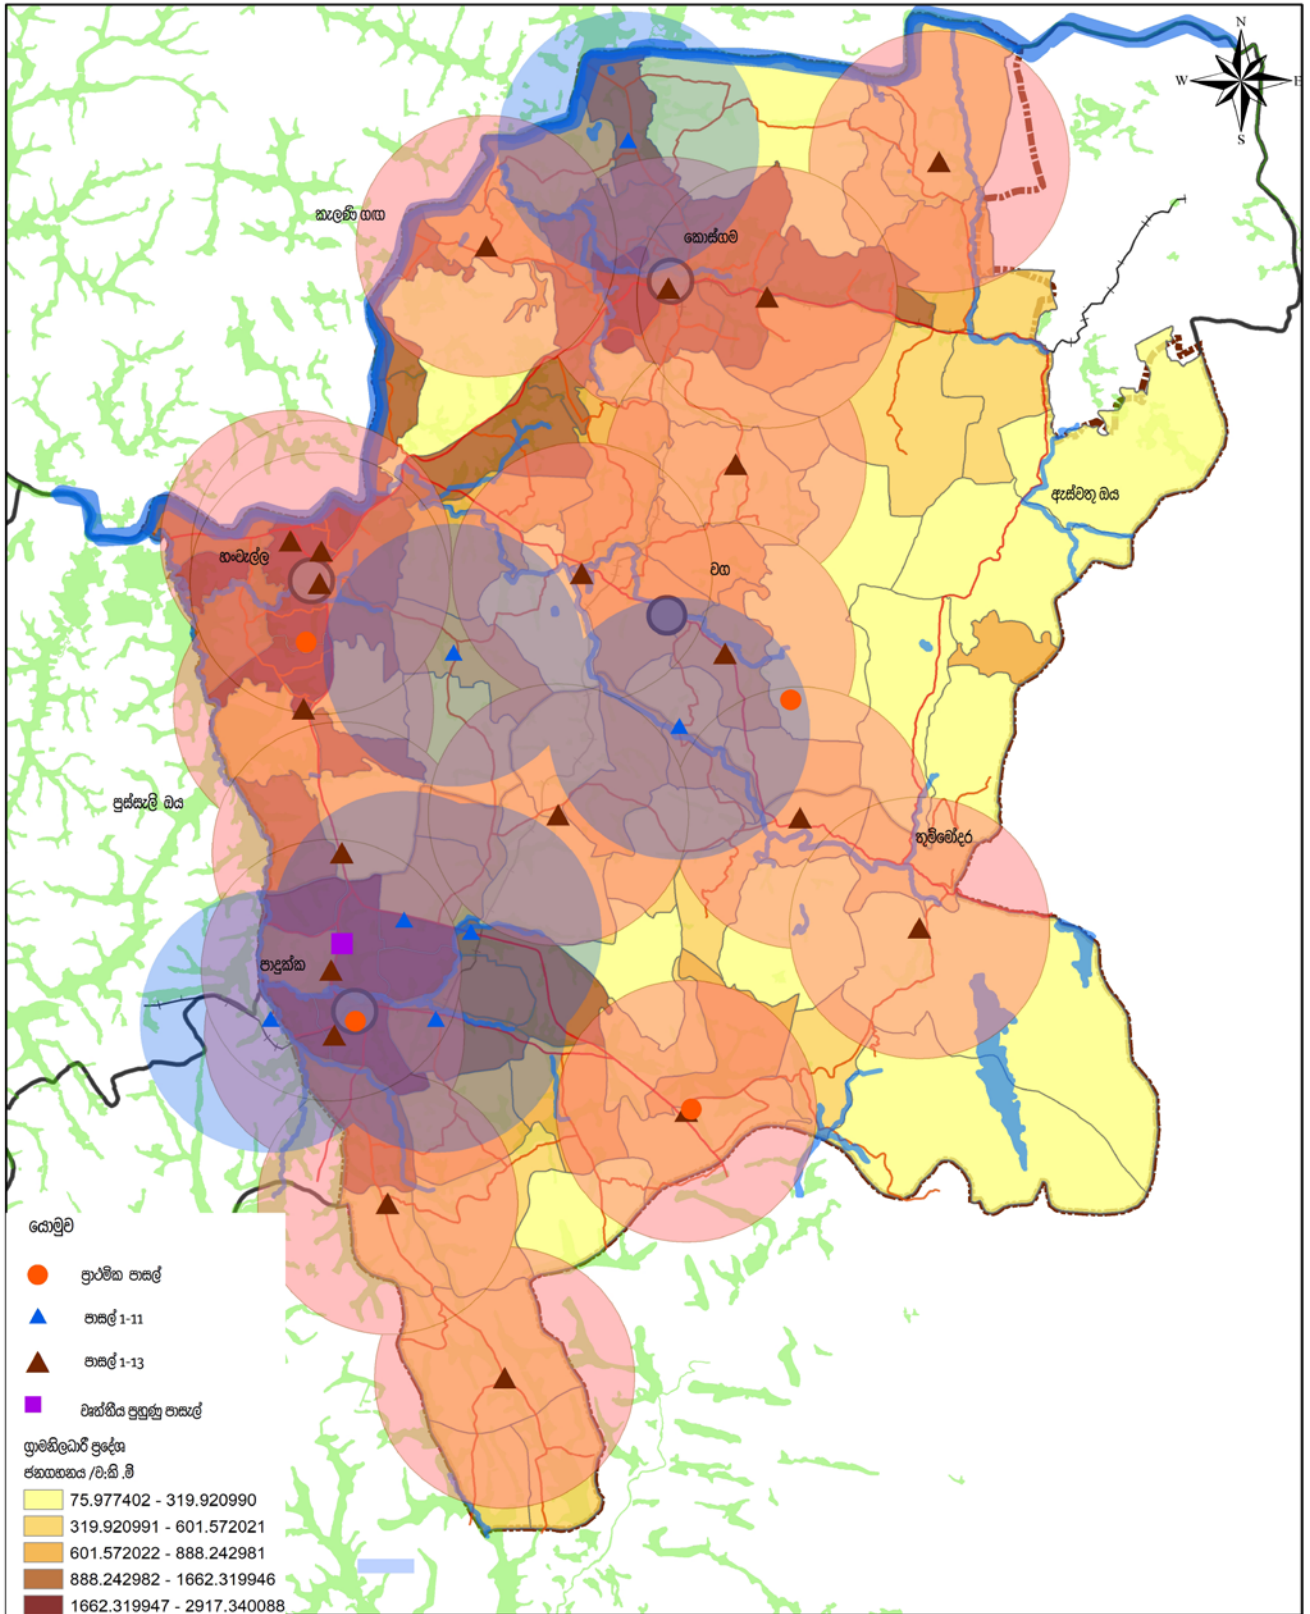 N
W
E
S
කැලණි ගඟ
කොස්ගම
ඇස්වතු ඔය
හංවැල්ල
වග
පුස්සැලි ඔය
තුම්මෝදර
පාදුක්ක
යොමුව
ප්‍රාථමික පාසල්
පාසල් 1-11
පාසල් 1-13
වෘත්තීය පුහුණු පාසැල්
ග්‍රාමනිලධාරී ප්‍රදේශ
ජනගහනය /ව:කි .මී
75.977402 - 319.920990
319.920991 - 601.572021
601.572022 - 888.242981
888.242982 - 1662.319946
1662.319947 - 2917.340088